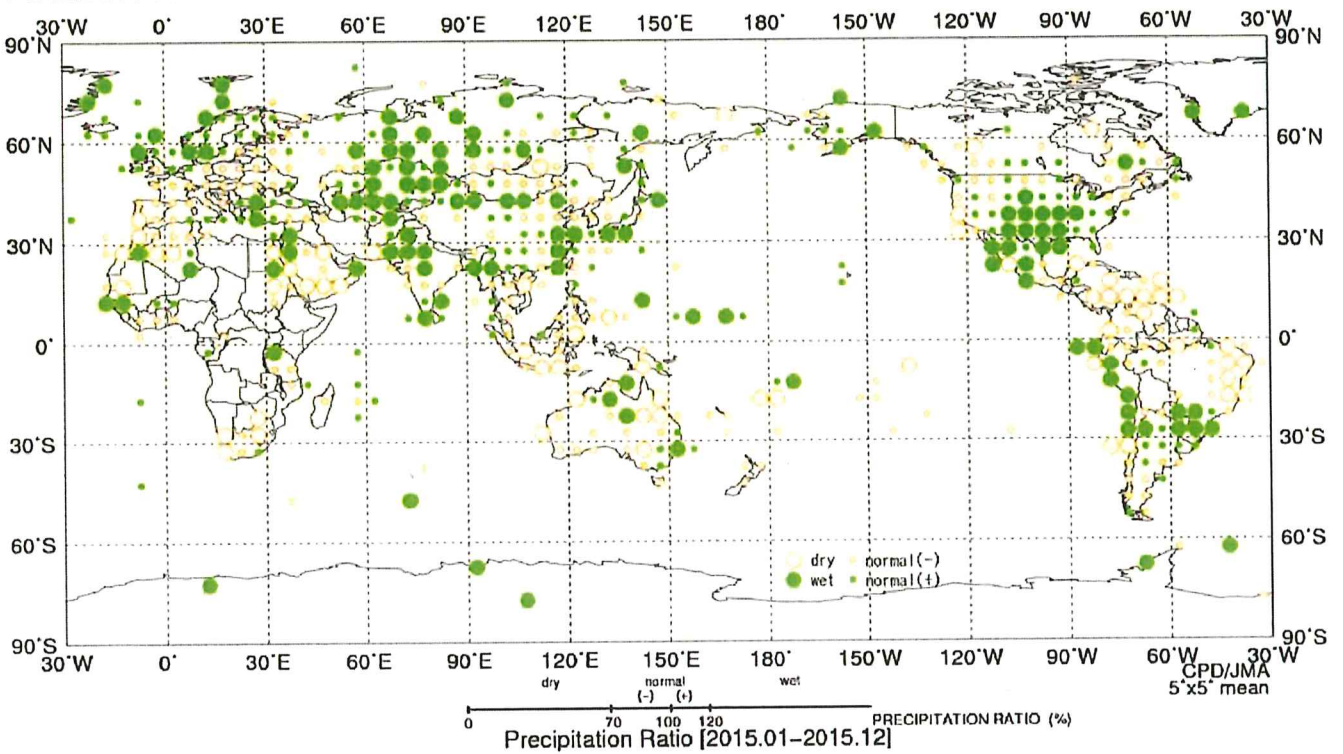 30°W 0° 30°E 60°E 90°E 120°E 150°E 180° 150°W 120°W 90°W 60°W 30°W
90°N 90°N
60°N 60°N
30°N 30°N
0° 0°
30°S 30°S
dry normal(-)
wet normal(+)
60°S 60°S
90°S 90°S
30°W 0° 30°E 60°E 90°E 120°E 150°E 180° 150°W 120°W 90°W 60°W 30°W
CPD/JMA
5°x5° mean
dry normal wet
(-) (+)
0 70 100 120 PRECIPITATION RATIO (%)
Precipitation Ratio [2015.01-2015.12]